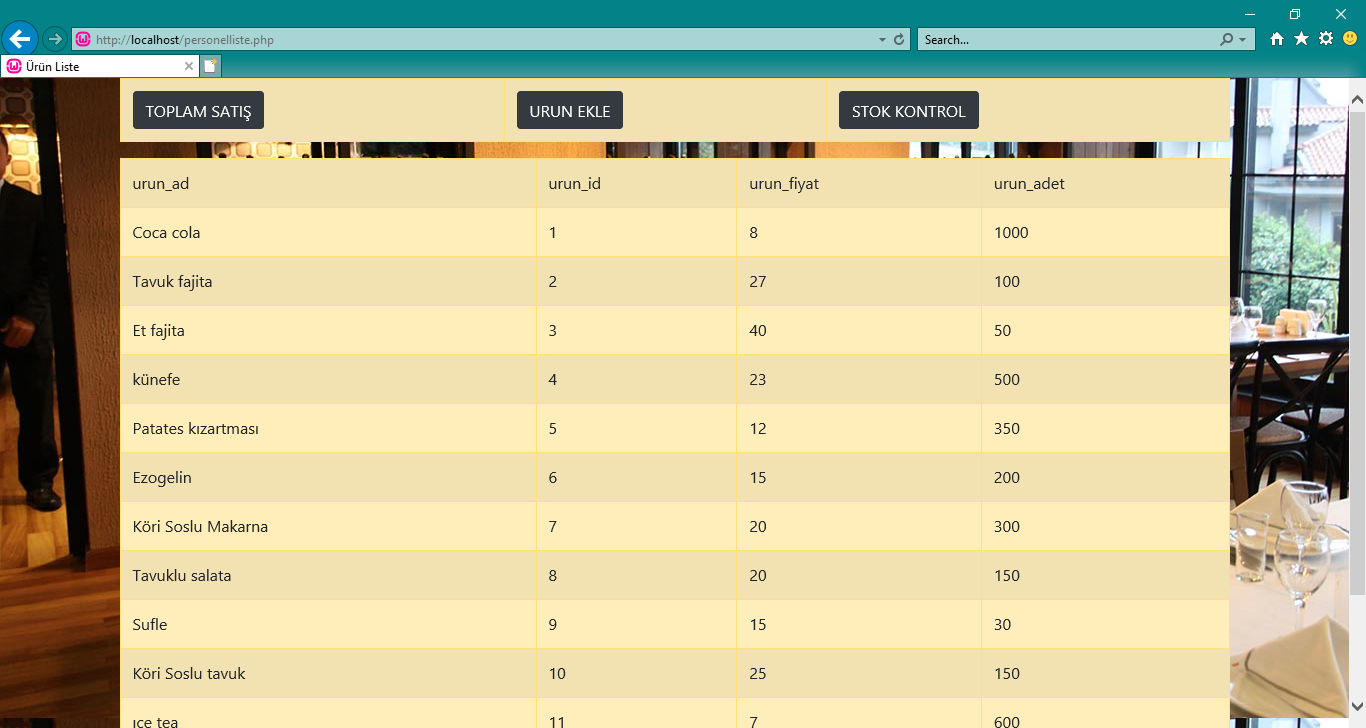 http://localhost/personelliste.php
Search...
Ürün Liste
TOPLAM SATIŞ URUN EKLE STOK KONTROL
urun_ad urun_id urun_fiyat urun_adet
Coca cola 1 8 1000
Tavuk fajita 2 27 100
Et fajita 3 40 50
künefe 4 23 500
Patates kızartması 5 12 350
Ezogelin 6 15 200
Köri Soslu Makarna 7 20 300
Tavuklu salata 8 20 150
Sufle 9 15 30
Köri Soslu tavuk 10 25 150
ıce tea 11 7 600